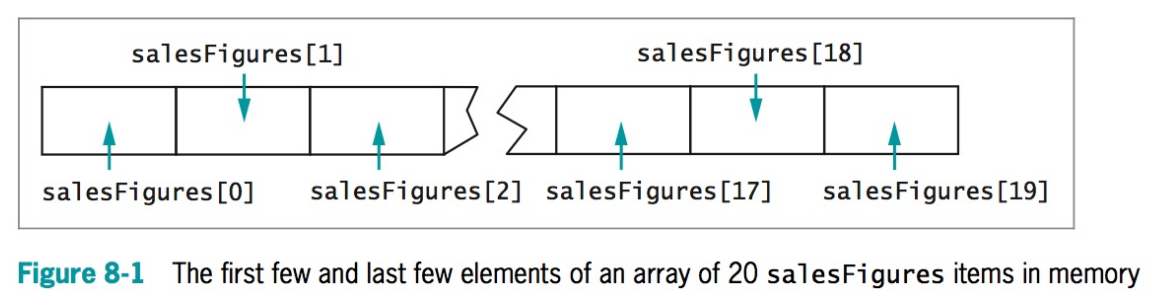 salesFigures[1] salesFigures[18]
salesFigures[0] salesFigures[2] salesFigures[17] salesFigures[19]
Figure 8-1 The first few and last few elements of an array of 20 salesFigures items in memory